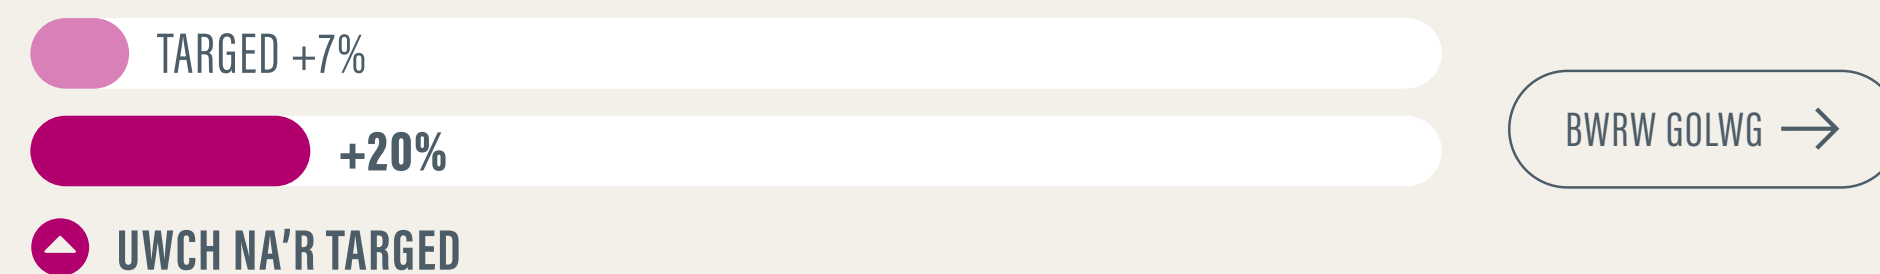 TARGED +7%
+20%
UWCH NA’R TARGED
BWRW GOLWG →